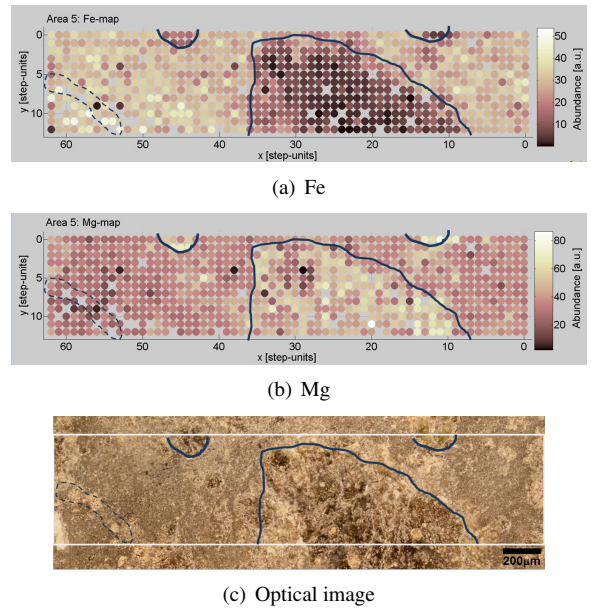 Area 5: Fe-map
0
5
10
y [step-units]
60 50 40 30 20 10 0
x [step-units]
50
40
30
20
10
Abundance [a.u.]
(a) Fe
Area 5: Mg-map
0
5
10
y [step-units]
60 50 40 30 20 10 0
x [step-units]
80
60
40
20
Abundance [a.u.]
(b) Mg
200μm
(c) Optical image